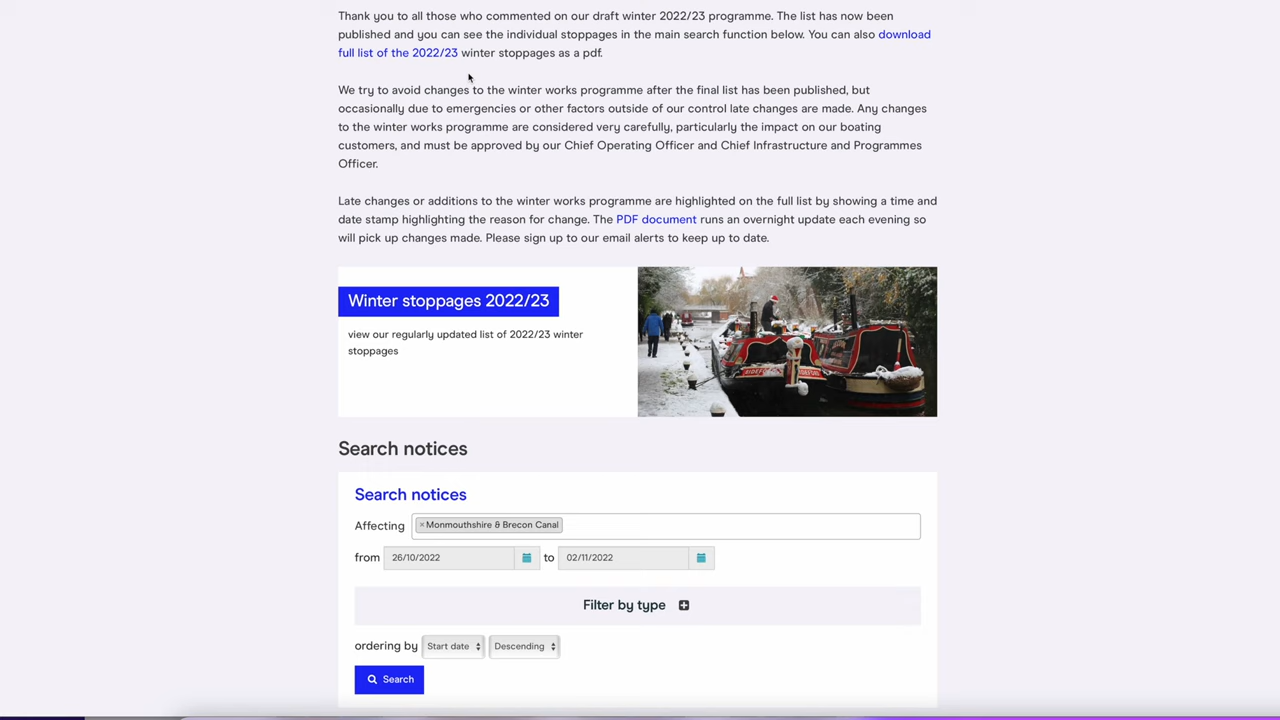 Thank you to all those who commented on our draft winter 2022/23 programme. The list has now been
published and you can see the individual stoppages in the main search function below. You can also download
full list of the 2022/23 winter stoppages as a pdf.
We try to avoid changes to the winter works programme after the final list has been published, but
occasionally due to emergencies or other factors outside of our control late changes are made. Any changes
to the winter works programme are considered very carefully, particularly the impact on our boating
customers, and must be approved by our Chief Operating Officer and Chief Infrastructure and Programmes
Officer.
Late changes or additions to the winter works programme are highlighted on the full list by showing a time and
date stamp highlighting the reason for change. The PDF document runs an overnight update each evening so
will pick up changes made. Please sign up to our email alerts to keep up to date.
Winter stoppages 2022/23
view our regularly updated list of 2022/23 winter
stoppages
Search notices
Search notices
Affecting ×Monmouthshire & Brecon Canal
from 26/10/2022 to 02/11/2022
Filter by type
ordering by Start date Descending
Search